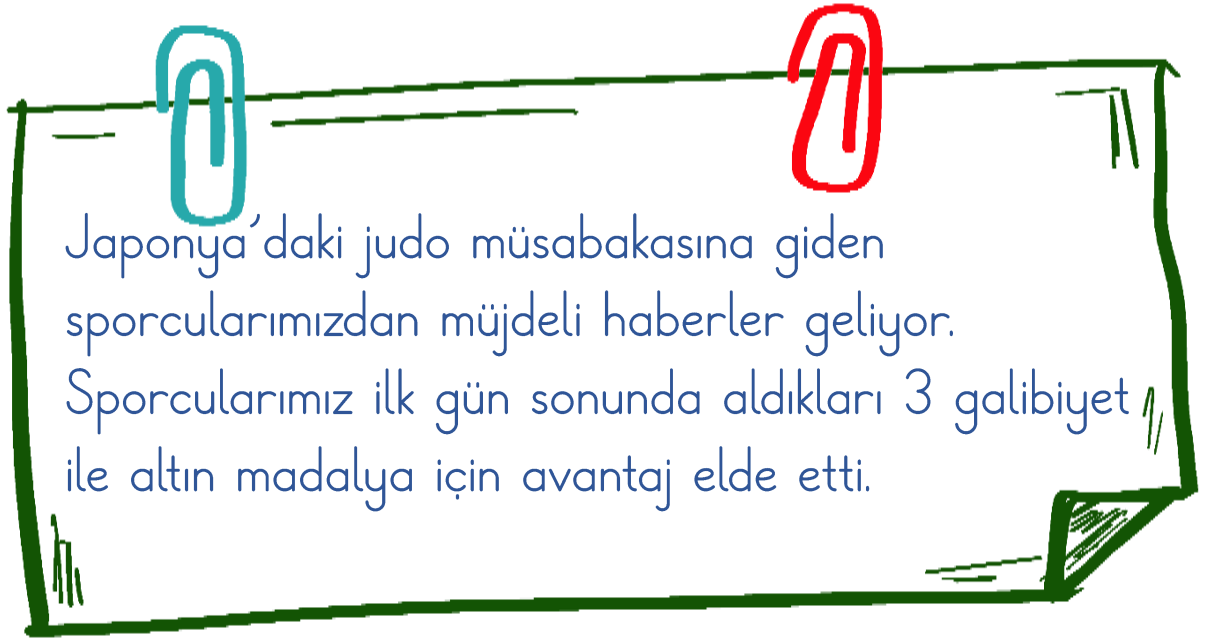 Japonya'daki judo müsabakasına giden
sporcularımızdan müjdeli haberler geliyor.
Sporcularımız ilk gün sonunda aldıkları 3 galibiyet
ile altın madalya için avantaj elde etti.